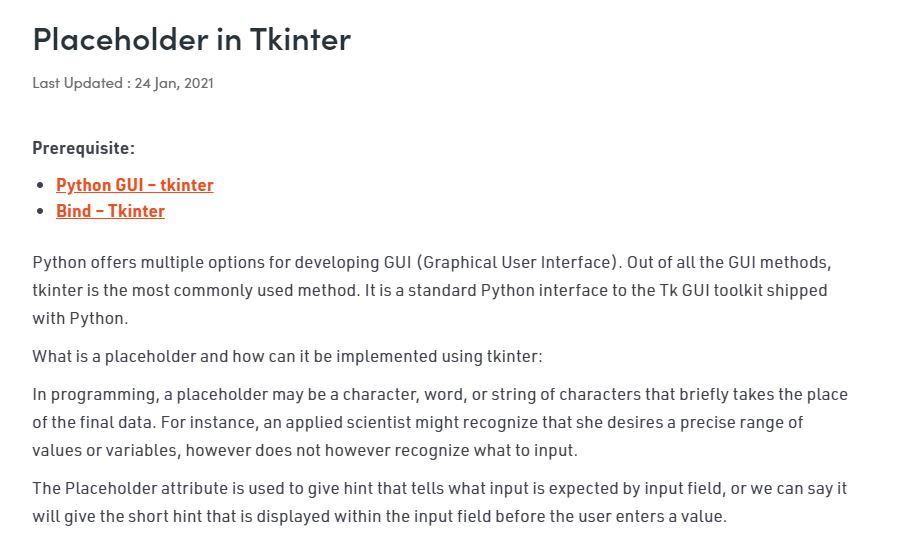 Placeholder in Tkinter
Last Updated : 24 Jan, 2021
Prerequisite:
Python GUI – tkinter
Bind – Tkinter
Python offers multiple options for developing GUI (Graphical User Interface). Out of all the GUI methods,
tkinter is the most commonly used method. It is a standard Python interface to the Tk GUI toolkit shipped
with Python.
What is a placeholder and how can it be implemented using tkinter:
In programming, a placeholder may be a character, word, or string of characters that briefly takes the place
of the final data. For instance, an applied scientist might recognize that she desires a precise range of
values or variables, however does not however recognize what to input.
The Placeholder attribute is used to give hint that tells what input is expected by input field, or we can say it
will give the short hint that is displayed within the input field before the user enters a value.